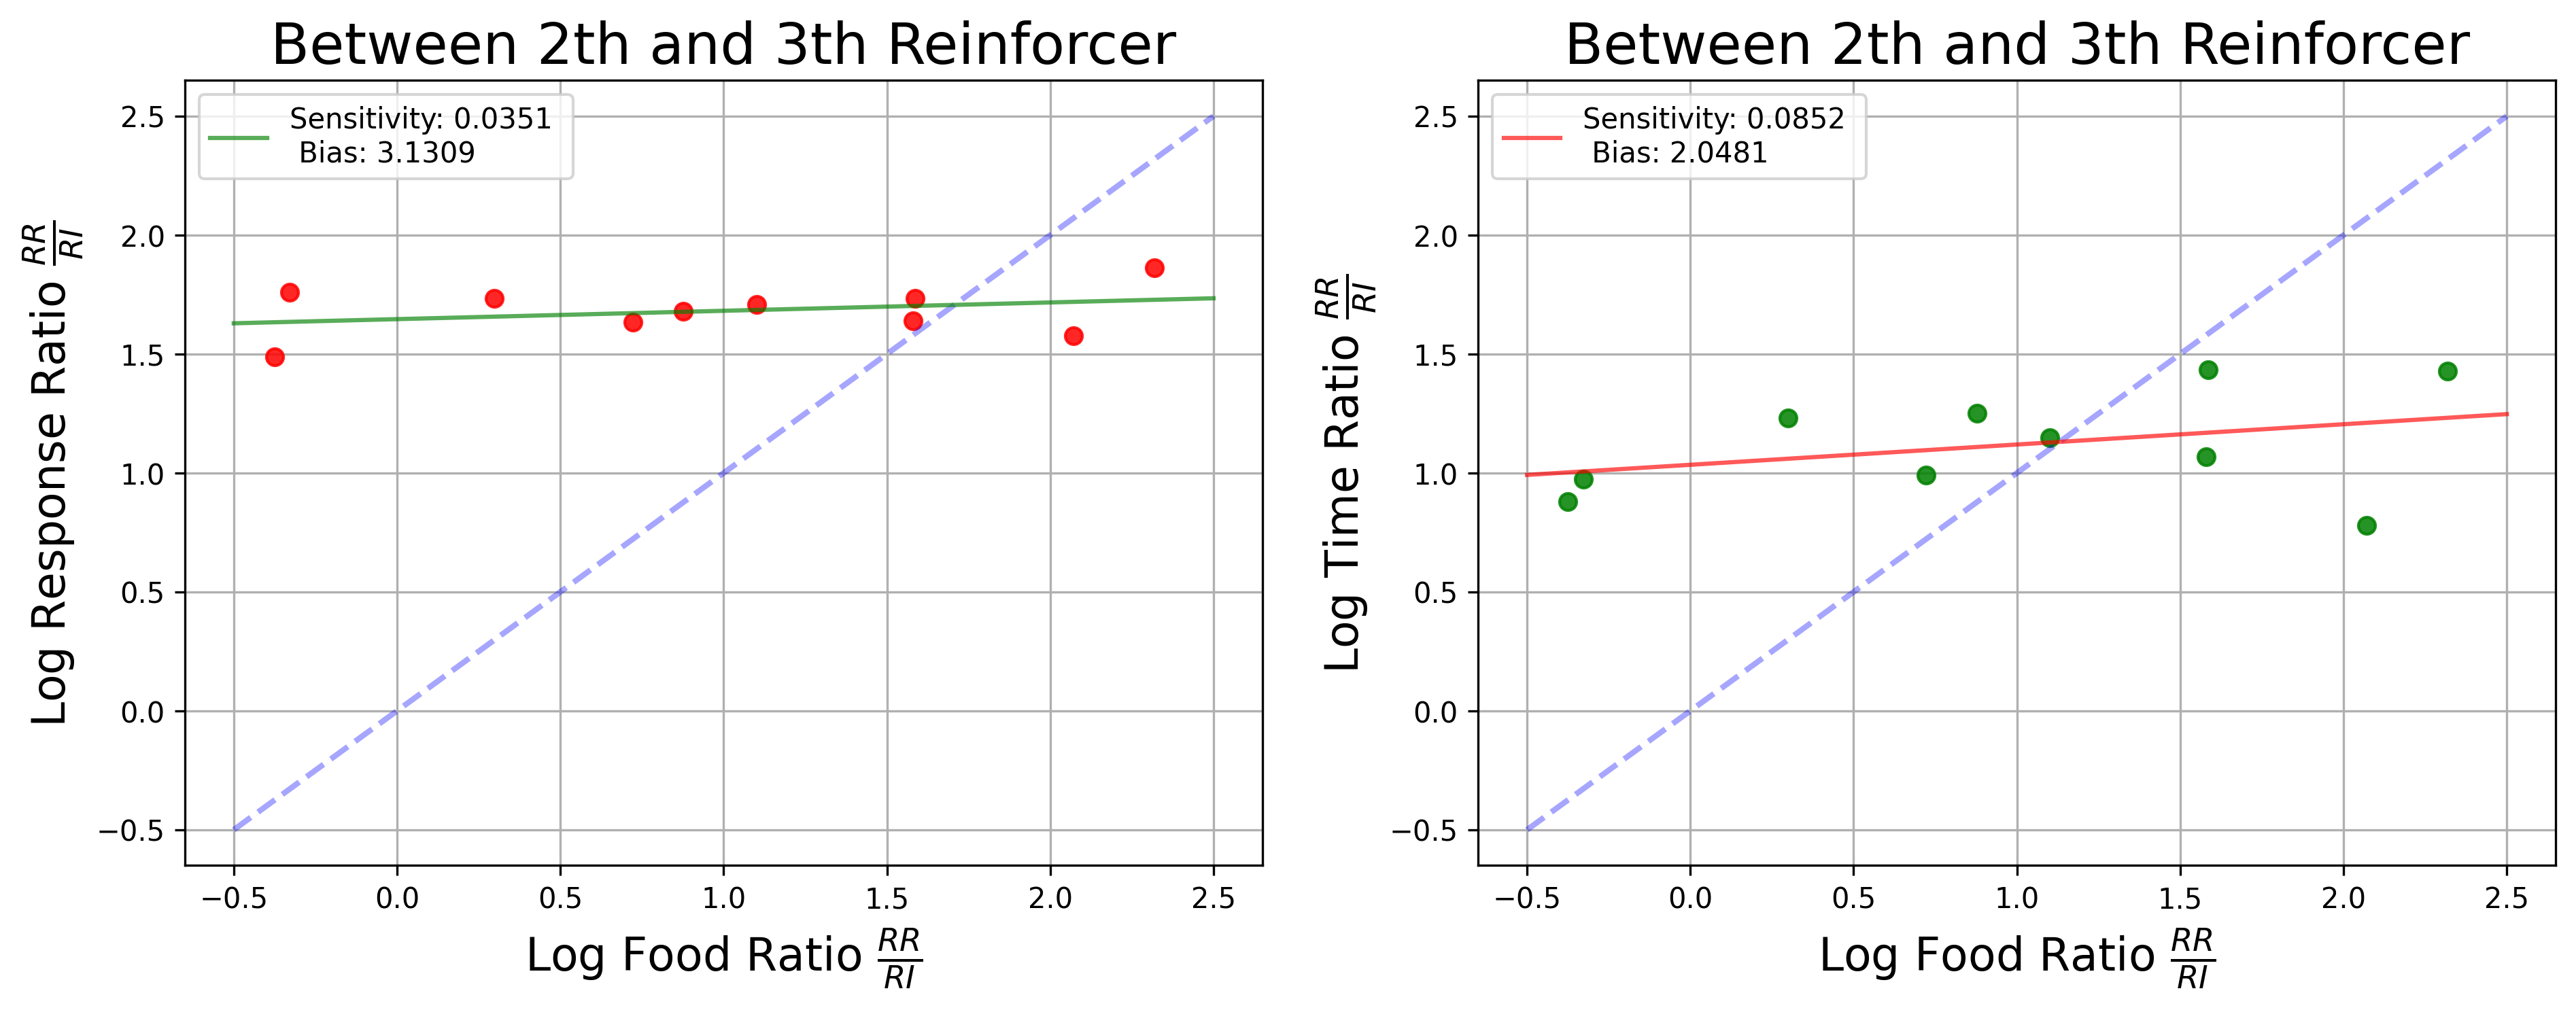 Between 2th and 3th Reinforcer
Sensitivity: 0.0351
Bias: 3.1309
2.5
2.0
1.5
1.0
0.5
0.0
−0.5
Log Response Ratio RR/RI
−0.5 0.0 0.5 1.0 1.5 2.0 2.5
Log Food Ratio RR/RI
Between 2th and 3th Reinforcer
Sensitivity: 0.0852
Bias: 2.0481
2.5
2.0
1.5
1.0
0.5
0.0
−0.5
Log Time Ratio RR/RI
−0.5 0.0 0.5 1.0 1.5 2.0 2.5
Log Food Ratio RR/RI